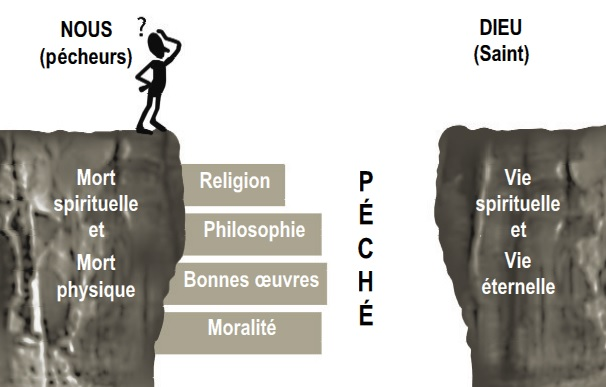 NOUS
(pécheurs)
?
DIEU
(Saint)
Mort
spirituelle
et
Mort
physique
Religion
Philosophie
Bonnes œuvres
Moralité
P
É
C
H
É
Vie
spirituelle
et
Vie
éternelle